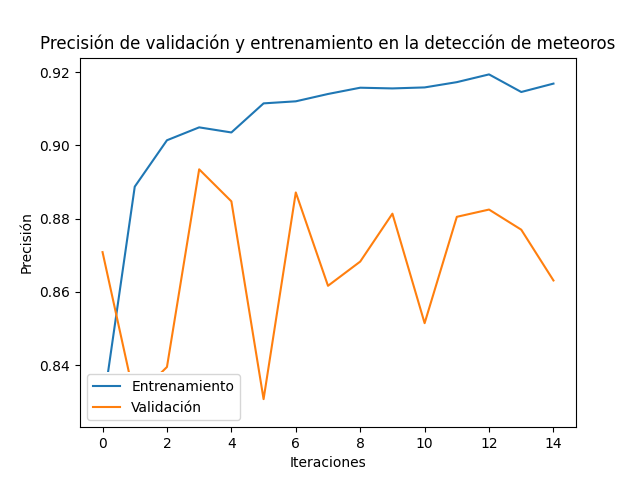 Precisión de validación y entrenamiento en la detección de meteoros
0.92
0.90
0.88
0.86
0.84
Precisión
Entrenamiento
Validación
0 2 4 6 8 10 12 14
Iteraciones